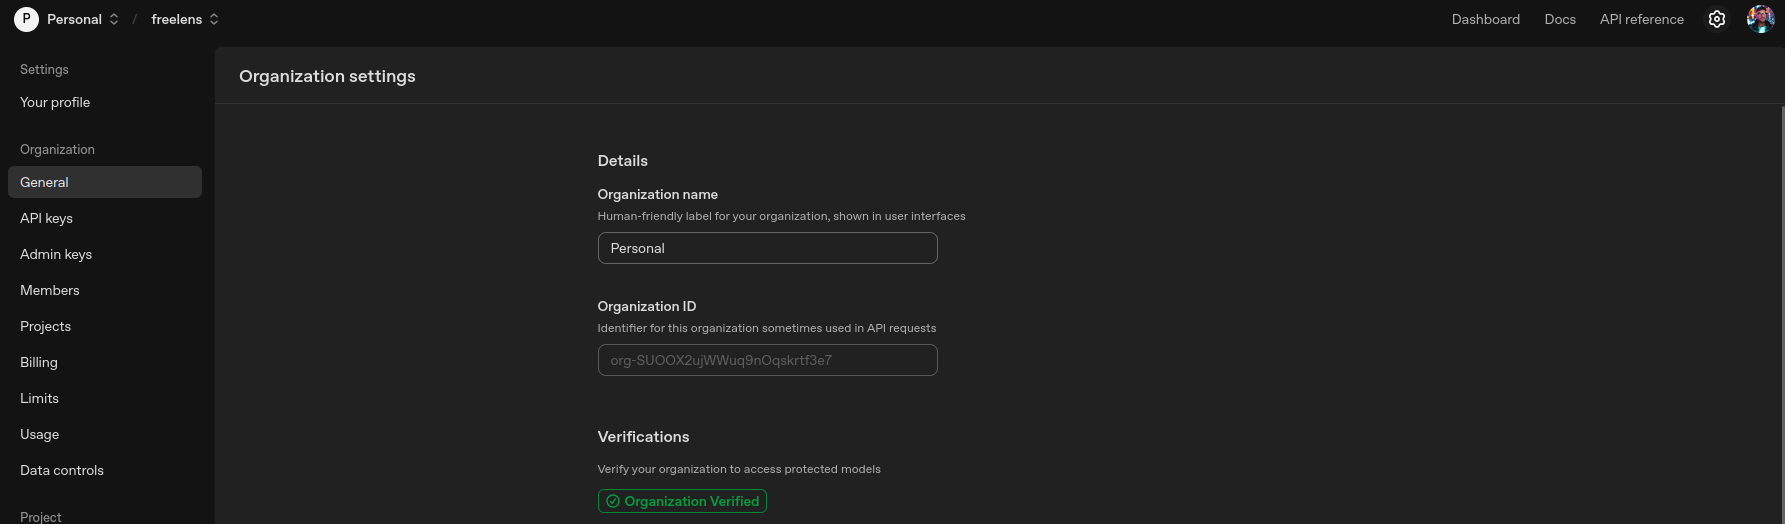 P Personal / freelens Dashboard Docs API reference
Settings
Your profile
Organization
General
API keys
Admin keys
Members
Projects
Billing
Limits
Usage
Data controls
Project
Organization settings
Details
Organization name
Human-friendly label for your organization, shown in user interfaces
Personal
Organization ID
Identifier for this organization sometimes used in API requests
org-SUOOX2ujWWuq9nOqskrtf3e7
Verifications
Verify your organization to access protected models
Organization Verified